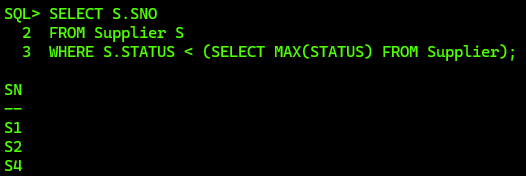 SQL> SELECT S.SNO
  2  FROM Supplier S
  3  WHERE S.STATUS < (SELECT MAX(STATUS) FROM Supplier);

SN
--
S1
S2
S4